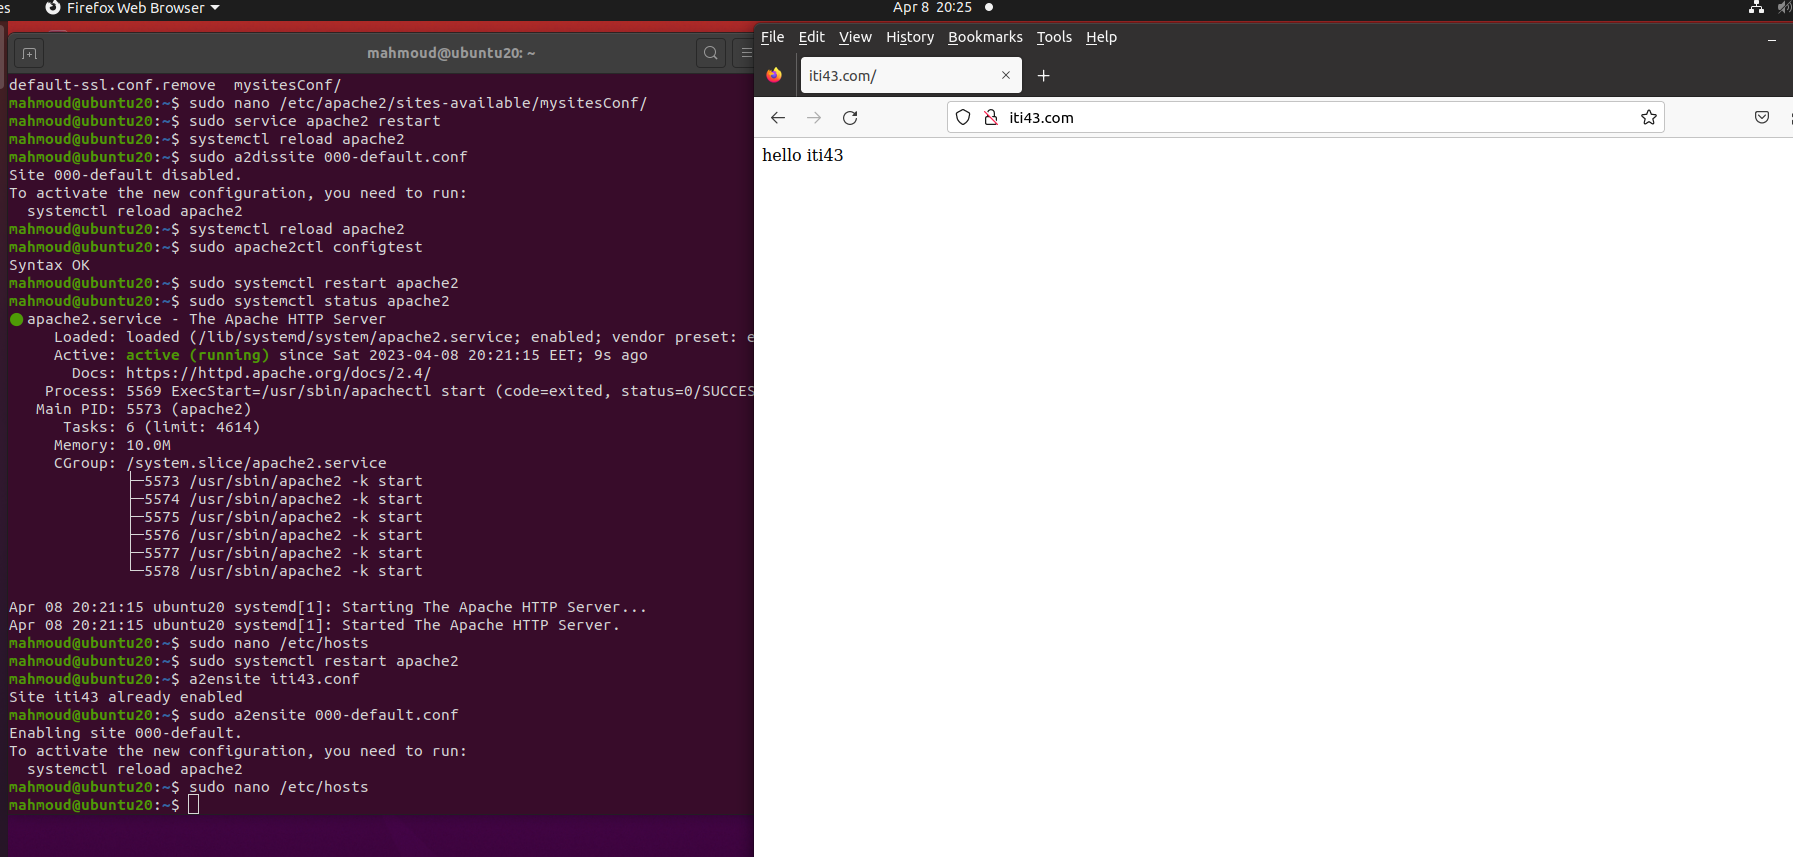 es Firefox Web Browser Apr 8 20:25
mahmoud@ubuntu20: ~
default-ssl.conf.remove  mysitesConf/
mahmoud@ubuntu20:~$ sudo nano /etc/apache2/sites-available/mysitesConf/
mahmoud@ubuntu20:~$ sudo service apache2 restart
mahmoud@ubuntu20:~$ systemctl reload apache2
mahmoud@ubuntu20:~$ sudo a2dissite 000-default.conf
Site 000-default disabled.
To activate the new configuration, you need to run:
  systemctl reload apache2
mahmoud@ubuntu20:~$ systemctl reload apache2
mahmoud@ubuntu20:~$ sudo apache2ctl configtest
Syntax OK
mahmoud@ubuntu20:~$ sudo systemctl restart apache2
mahmoud@ubuntu20:~$ sudo systemctl status apache2
● apache2.service - The Apache HTTP Server
     Loaded: loaded (/lib/systemd/system/apache2.service; enabled; vendor preset: e
     Active: active (running) since Sat 2023-04-08 20:21:15 EET; 9s ago
       Docs: https://httpd.apache.org/docs/2.4/
    Process: 5569 ExecStart=/usr/sbin/apachectl start (code=exited, status=0/SUCCES
   Main PID: 5573 (apache2)
      Tasks: 6 (limit: 4614)
     Memory: 10.0M
     CGroup: /system.slice/apache2.service
             ├─5573 /usr/sbin/apache2 -k start
             ├─5574 /usr/sbin/apache2 -k start
             ├─5575 /usr/sbin/apache2 -k start
             ├─5576 /usr/sbin/apache2 -k start
             ├─5577 /usr/sbin/apache2 -k start
             └─5578 /usr/sbin/apache2 -k start
Apr 08 20:21:15 ubuntu20 systemd[1]: Starting The Apache HTTP Server...
Apr 08 20:21:15 ubuntu20 systemd[1]: Started The Apache HTTP Server.
mahmoud@ubuntu20:~$ sudo nano /etc/hosts
mahmoud@ubuntu20:~$ sudo systemctl restart apache2
mahmoud@ubuntu20:~$ a2ensite iti43.conf
Site iti43 already enabled
mahmoud@ubuntu20:~$ sudo a2ensite 000-default.conf
Enabling site 000-default.
To activate the new configuration, you need to run:
  systemctl reload apache2
mahmoud@ubuntu20:~$ sudo nano /etc/hosts
mahmoud@ubuntu20:~$
File Edit View History Bookmarks Tools Help
iti43.com/
iti43.com
hello iti43